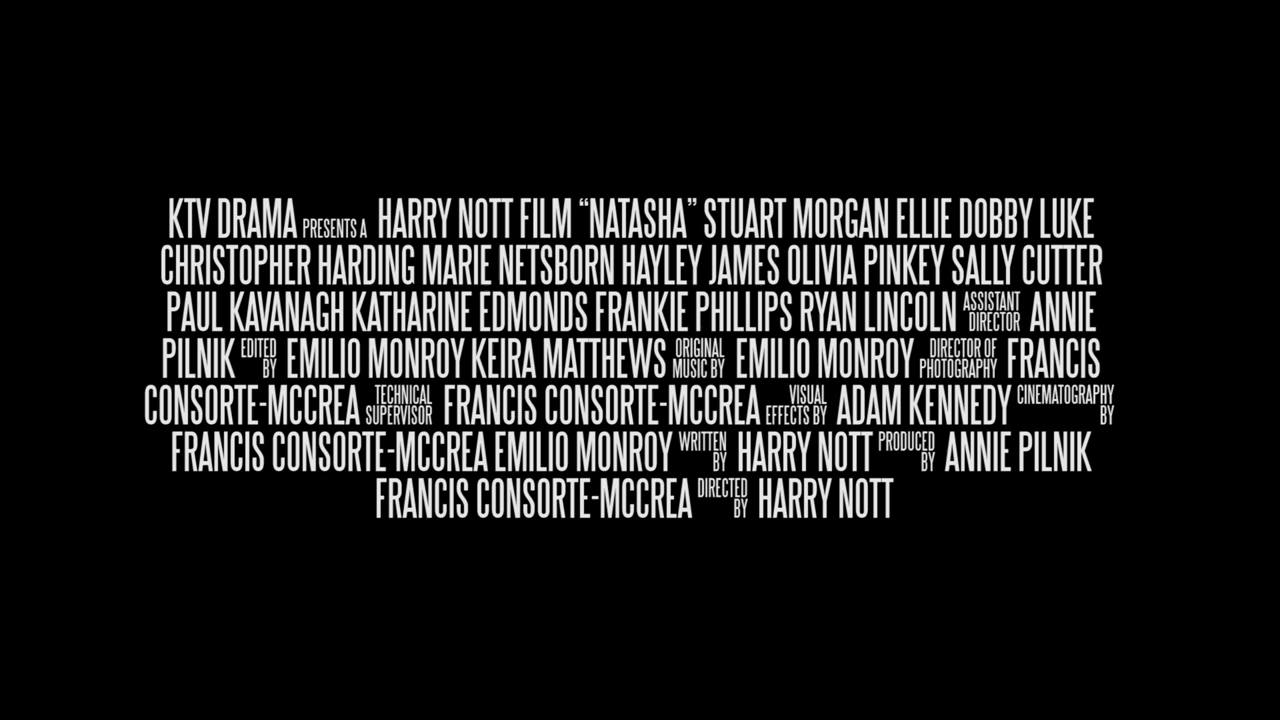 KTV DRAMA PRESENTS A HARRY NOTT FILM “NATASHA” STUART MORGAN ELLIE DOBBY LUKE
CHRISTOPHER HARDING MARIE NETSBORN HAYLEY JAMES OLIVIA PINKEY SALLY CUTTER
PAUL KAVANAGH KATHARINE EDMONDS FRANKIE PHILLIPS RYAN LINCOLN ASSISTANT DIRECTOR ANNIE
PILNIK EDITED BY EMILIO MONROY KEIRA MATTHEWS ORIGINAL MUSIC BY EMILIO MONROY DIRECTOR OF PHOTOGRAPHY FRANCIS
CONSORTE-MCCREA TECHNICAL SUPERVISOR FRANCIS CONSORTE-MCCREA VISUAL EFFECTS BY ADAM KENNEDY CINEMATOGRAPHY BY
FRANCIS CONSORTE-MCCREA EMILIO MONROY WRITTEN BY HARRY NOTT PRODUCED BY ANNIE PILNIK
FRANCIS CONSORTE-MCCREA DIRECTED BY HARRY NOTT